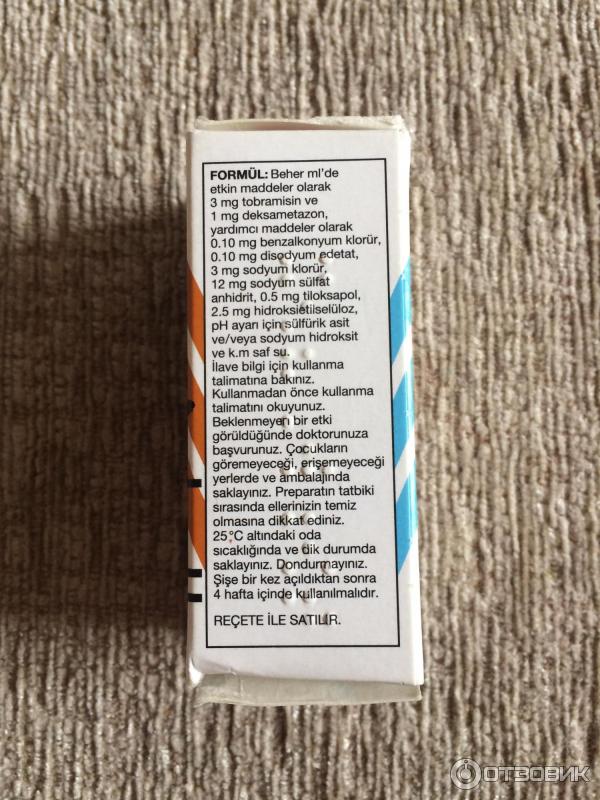 FORMÜL: Beher ml'de
etkin maddeler olarak
3 mg tobramisin ve
1 mg deksametazon,
yardımcı maddeler olarak
0.10 mg benzalkonyum klorür,
0.10 mg disodyum edetat,
3 mg sodyum klorür,
12 mg sodyum sülfat
anhidrit, 0.5 mg tiloksapol,
2.5 mg hidroksietilselüloz,
pH ayarı için sülfürik asit
ve/veya sodyum hidroksit
ve k.m saf su.
İlave bilgi için kullanma
talimatına bakınız.
Kullanmadan önce kullanma
talimatını okuyunuz.
Beklenmeyen bir etki
görüldüğünde doktorunuza
başvurunuz. Çocukların
göremeyeceği, erişemeyeceği
yerlerde ve ambalajında
saklayınız. Preparatın tatbiki
sırasında ellerinizin temiz
olmasına dikkat ediniz.
25°C altındaki oda
sıcaklığında ve dik durumda
saklayınız. Dondurmayınız.
Şişe bir kez açıldıktan sonra
4 hafta içinde kullanılmalıdır.
REÇETE İLE SATILIR.
ОТЗОВИК